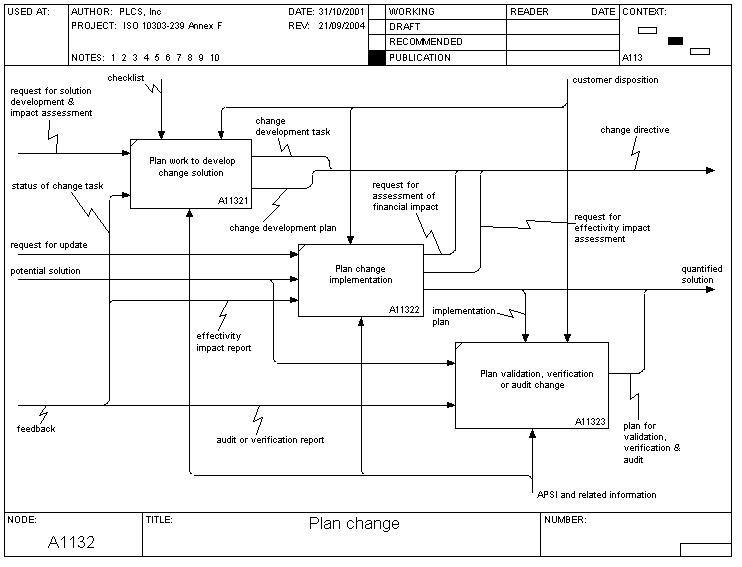 USED AT:
AUTHOR: PLCS, Inc
DATE: 31/10/2001
PROJECT: ISO 10303-239 Annex F
REV: 21/09/2004
NOTES: 1 2 3 4 5 6 7 8 9 10
WORKING
DRAFT
RECOMMENDED
PUBLICATION
READER
DATE
CONTEXT:
A113
checklist
customer disposition
request for solution
development &
impact assessment
change
development task
change directive
Plan work to develop
change solution
A11321
status of change task
request for
assessment of
financial impact
change development plan
request for
effectivity impact
assessment
request for update
potential solution
Plan change
implementation
A11322
quantified
solution
effectivity
impact report
implementation
plan
Plan validation, verification
or audit change
A11323
feedback
audit or verification report
plan for
validation,
verification &
audit
APSI and related information
NODE:
A1132
TITLE:
Plan change
NUMBER: